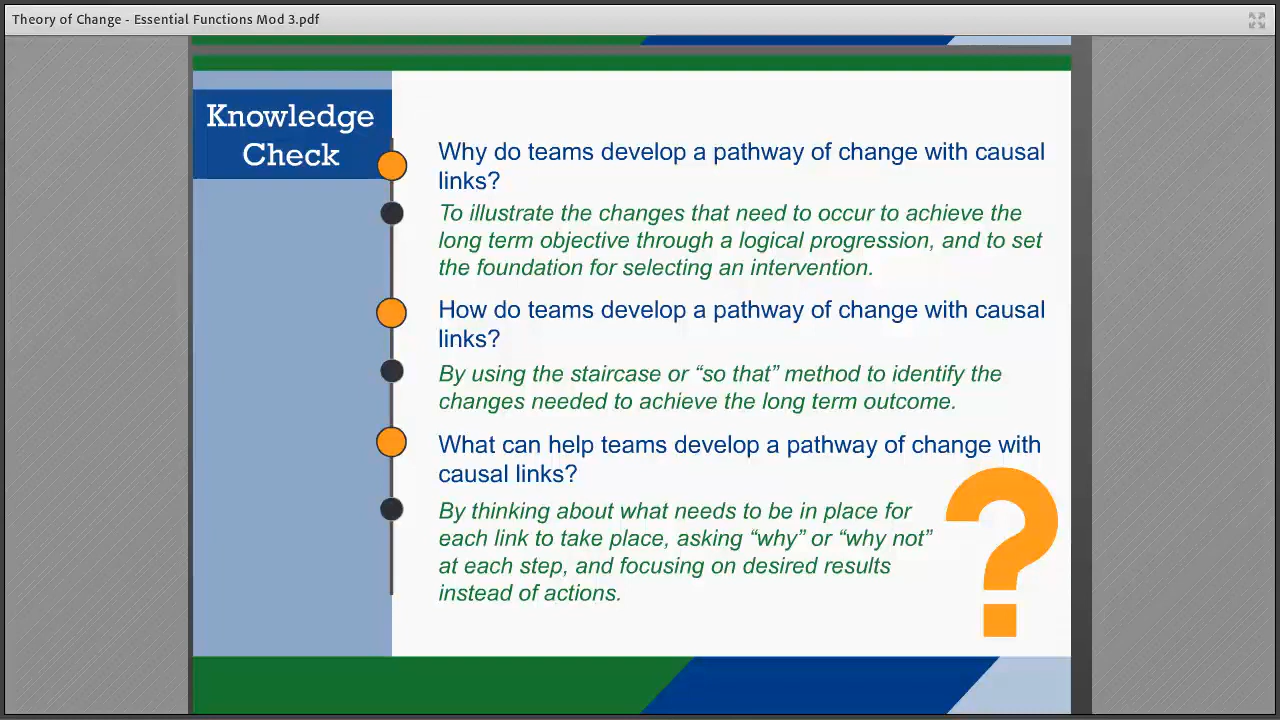 Theory of Change - Essential Functions Mod 3.pdf
Knowledge
Check
Why do teams develop a pathway of change with causal
links?
To illustrate the changes that need to occur to achieve the
long term objective through a logical progression, and to set
the foundation for selecting an intervention.
How do teams develop a pathway of change with causal
links?
By using the staircase or “so that” method to identify the
changes needed to achieve the long term outcome.
What can help teams develop a pathway of change with
causal links?
By thinking about what needs to be in place for
each link to take place, asking “why” or “why not”
at each step, and focusing on desired results
instead of actions.
?